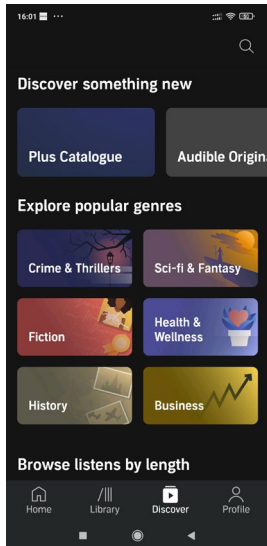 16:01
Discover something new
Plus Catalogue
Audible Origin
Explore popular genres
Crime & Thrillers
Sci-fi & Fantasy
Fiction
Health &
Wellness
History
Business
Browse listens by length
Home
Library
Discover
Profile